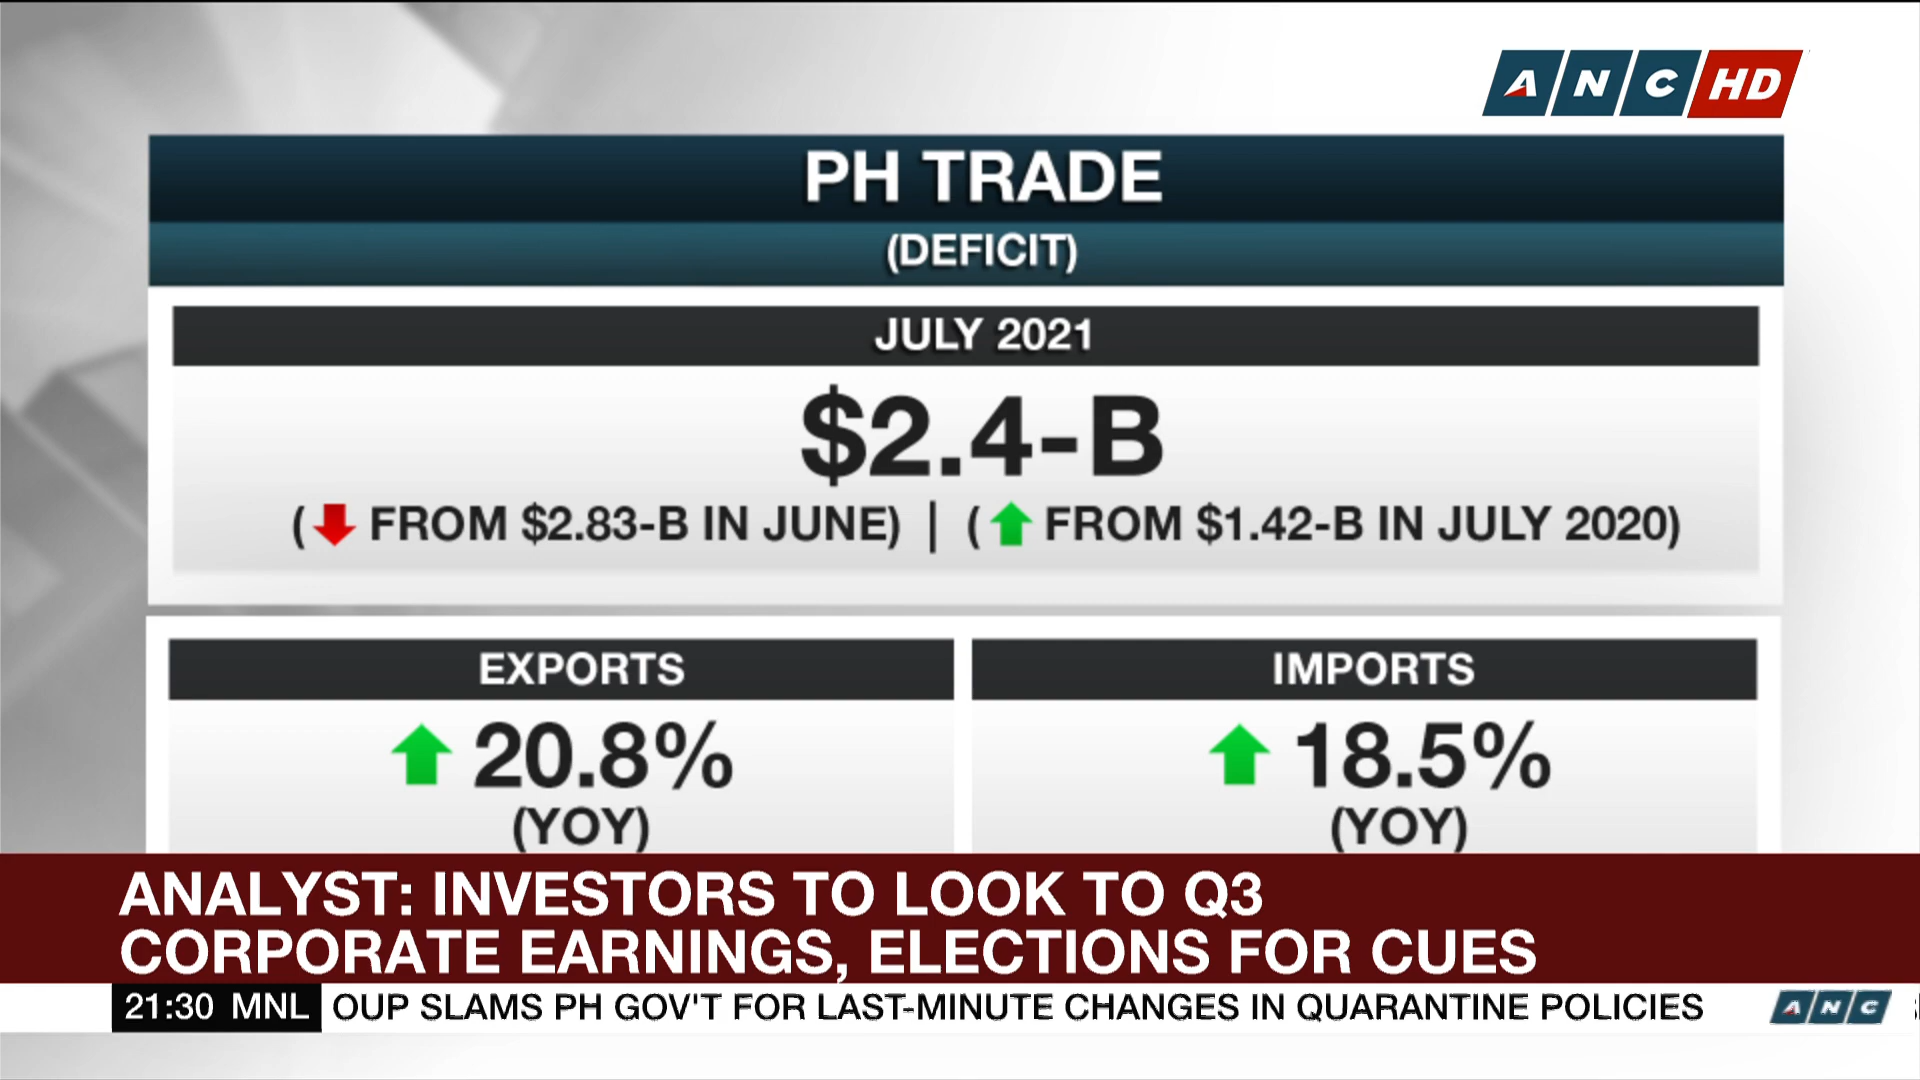 ANC HD
PH TRADE
(DEFICIT)
JULY 2021
$2.4-B
( FROM $2.83-B IN JUNE) | ( FROM $1.42-B IN JULY 2020)
EXPORTS
20.8%
(YOY)
IMPORTS
18.5%
(YOY)
ANALYST: INVESTORS TO LOOK TO Q3
CORPORATE EARNINGS, ELECTIONS FOR CUES
21:30 MNL OUP SLAMS PH GOV'T FOR LAST-MINUTE CHANGES IN QUARANTINE POLICIES ANC